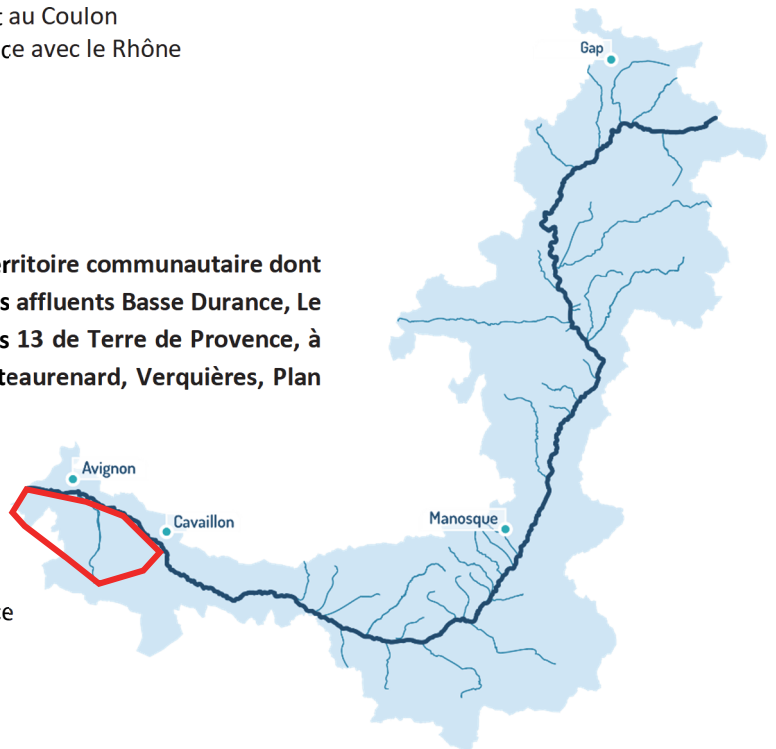 t au Coulon
ce avec le Rhône
Gap
erritoire communautaire dont
s affluents Basse Durance, Le
s 13 de Terre de Provence, à
teaurenard, Verquières, Plan
Avignon
Cavaillon
Manosque
ce